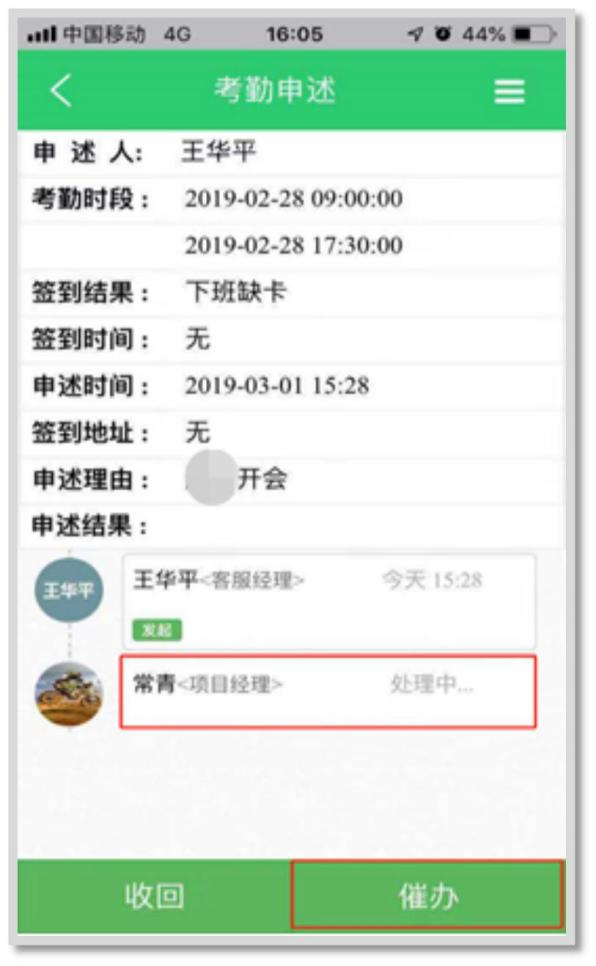 中国移动 4G 16:05 44%
考勤申述
申 述 人: 王华平
考勤时段: 2019-02-28 09:00:00
2019-02-28 17:30:00
签到结果: 下班缺卡
签到时间: 无
申述时间: 2019-03-01 15:28
签到地址: 无
申述理由: 开会
申述结果:
王华平
王华平<客服经理> 今天 15:28
发起
常青<项目经理> 处理中...
收回 催办